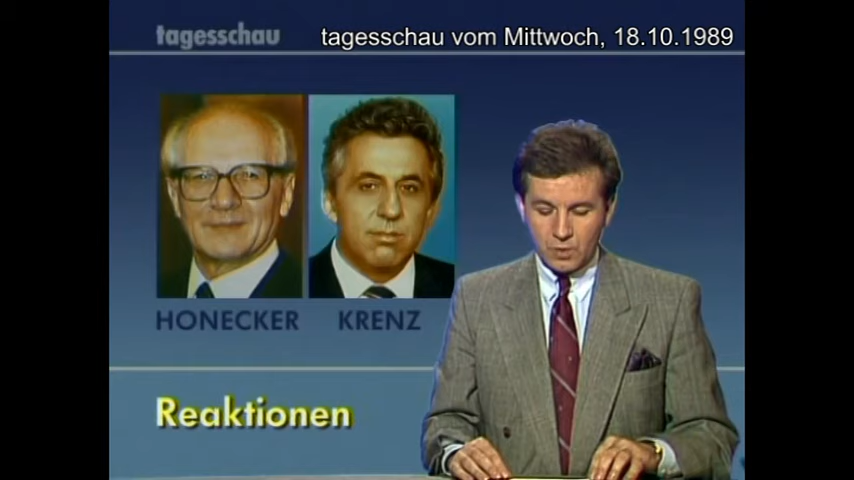 tagesschau
tagesschau vom Mittwoch, 18.10.1989
HONECKER
KRENZ
Reaktionen